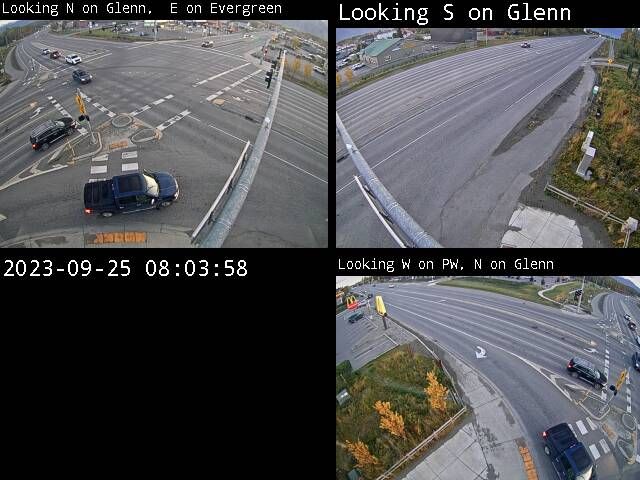 Looking N on Glenn,  E on Evergreen
Looking S on Glenn
2023-09-25 08:03:58
Looking W on PW, N on Glenn